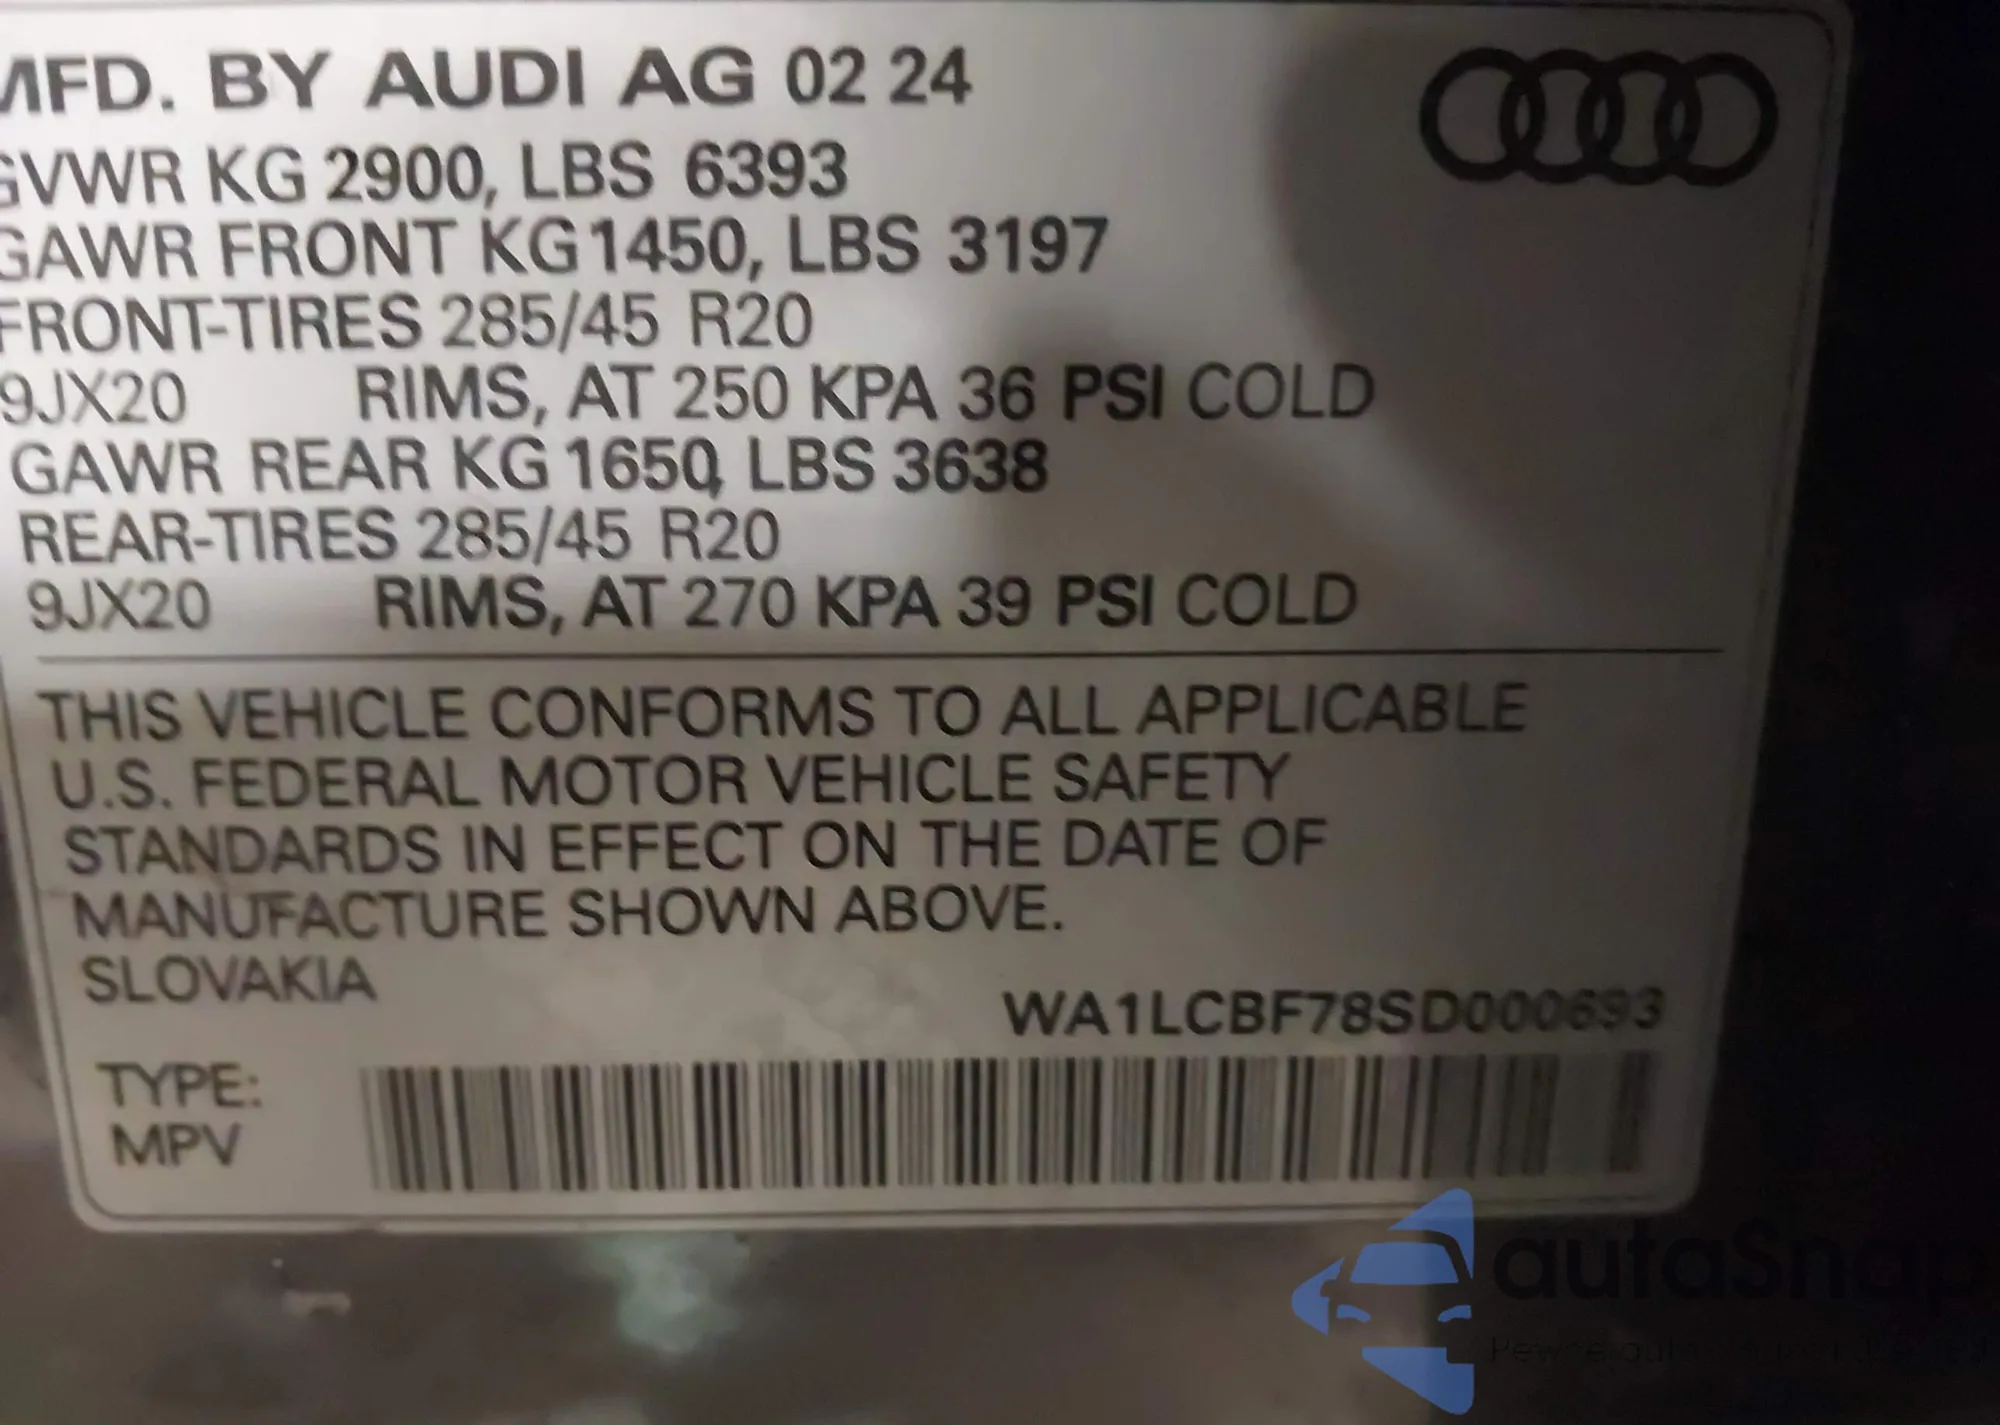 MFD. BY AUDI AG 02 24
GVWR KG 2900, LBS 6393
GAWR FRONT KG 1450, LBS 3197
FRONT-TIRES 285/45 R20
9JX20 RIMS, AT 250 KPA 36 PSI COLD
GAWR REAR KG 1650, LBS 3638
REAR-TIRES 285/45 R20
9JX20 RIMS, AT 270 KPA 39 PSI COLD
THIS VEHICLE CONFORMS TO ALL APPLICABLE
U.S. FEDERAL MOTOR VEHICLE SAFETY
STANDARDS IN EFFECT ON THE DATE OF
MANUFACTURE SHOWN ABOVE.
SLOVAKIA
WA1LCBF78SD000693
TYPE:
MPV
autaSnap